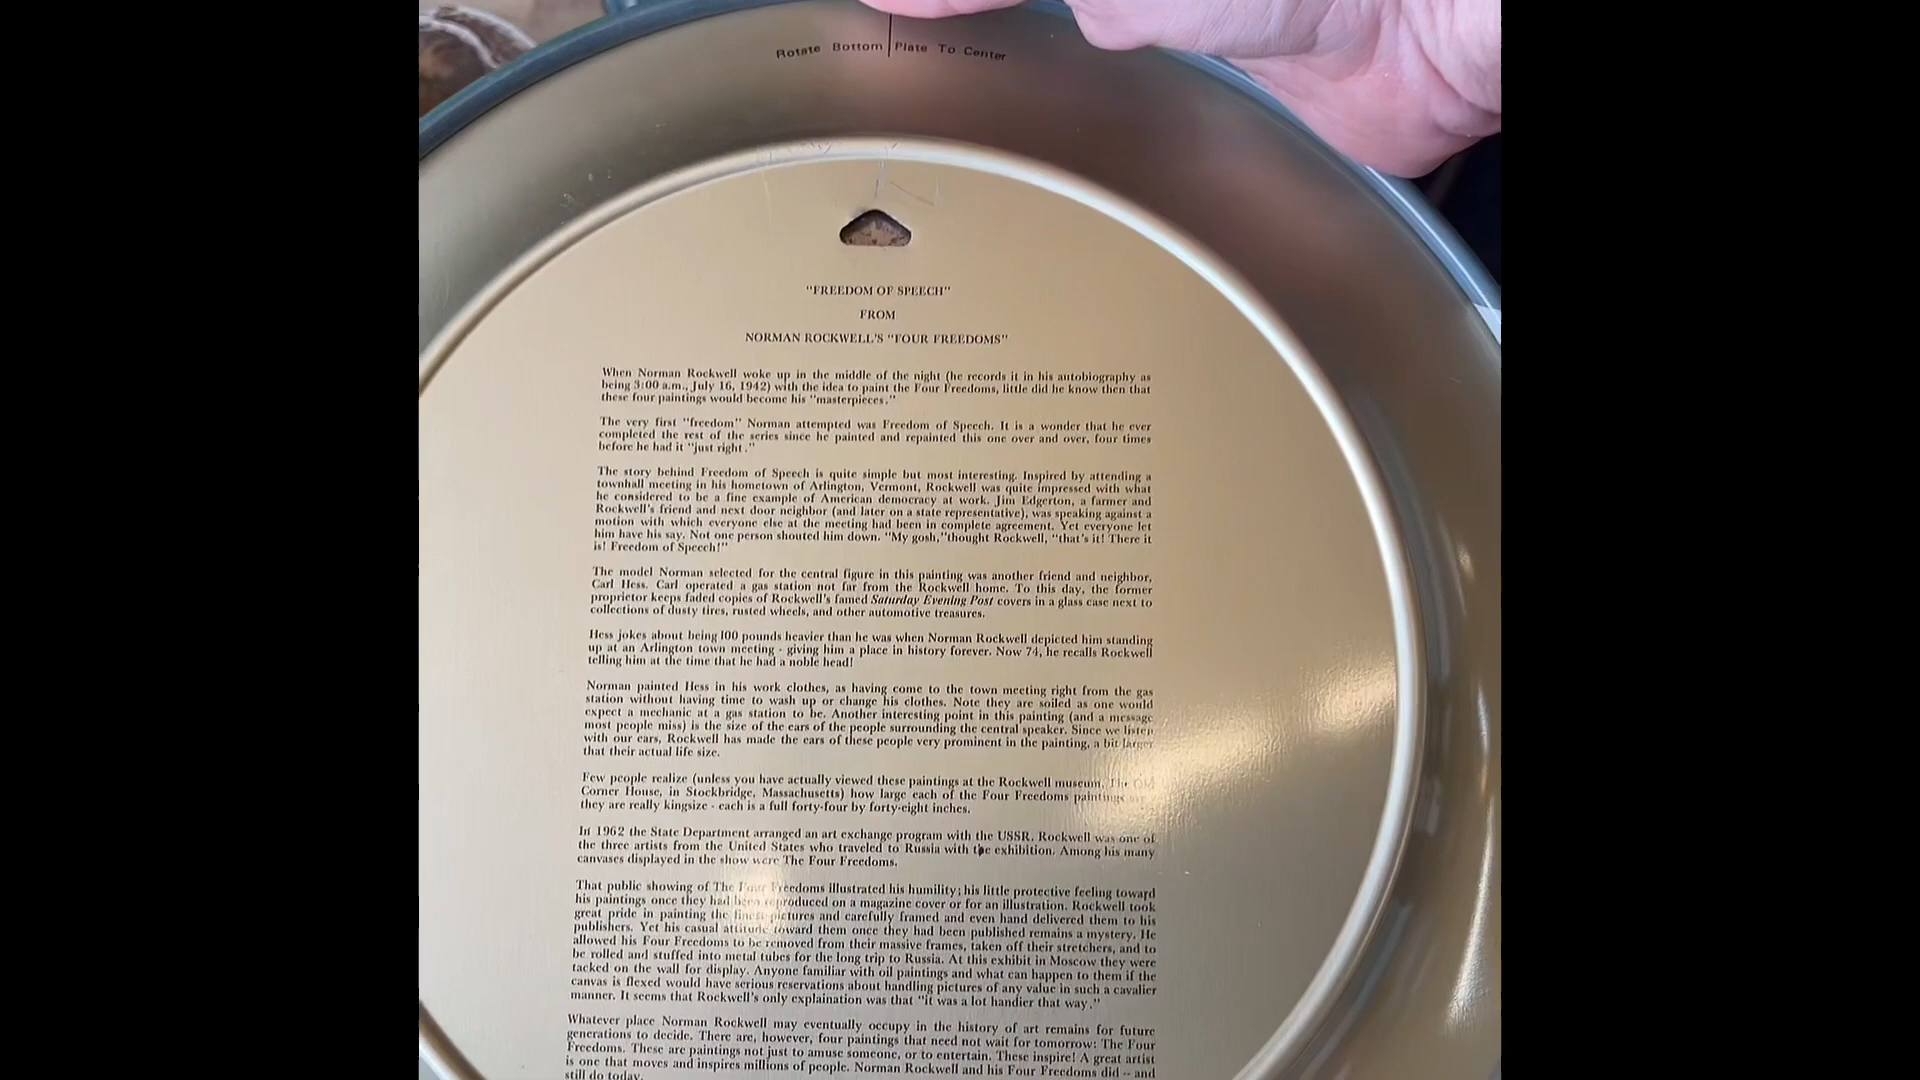 Rotate Bottom Plate To Center
"FREEDOM OF SPEECH"
FROM
NORMAN ROCKWELL'S "FOUR FREEDOMS"
When Norman Rockwell woke up in the middle of the night (he records it in his autobiography as
being 3:00 a.m., July 16, 1942) with the idea to paint the Four Freedoms, little did he know then that
these four paintings would become his "masterpieces."
The very first "freedom" Norman attempted was Freedom of Speech. It is a wonder that he ever
completed the rest of the series since he painted and repainted this one over and over, four times
before he had it "just right."
The story behind Freedom of Speech is quite simple but most interesting. Inspired by attending a
townhall meeting in his hometown of Arlington, Vermont, Rockwell was quite impressed with what
he considered to be a fine example of American democracy at work. Jim Edgerton, a farmer and
Rockwell's friend and next door neighbor (and later on a state representative), was speaking against a
motion with which everyone else at the meeting had been in complete agreement. Yet everyone let
him have his say. Not one person shouted him down. "My gosh,"thought Rockwell, "that's it! There it
is! Freedom of Speech!"
The model Norman selected for the central figure in this painting was another friend and neighbor,
Carl Hess. Carl operated a gas station not far from the Rockwell home. To this day, the former
proprietor keeps faded copies of Rockwell's famed Saturday Evening Post covers in a glass case next to
collections of dusty tires, rusted wheels, and other automotive treasures.
Hess jokes about being 100 pounds heavier than he was when Norman Rockwell depicted him standing
up at an Arlington town meeting - giving him a place in history forever. Now 74, he recalls Rockwell
telling him at the time that he had a noble head!
Norman painted Hess in his work clothes, as having come to the town meeting right from the gas
station without having time to wash up or change his clothes. Note they are soiled as one would
expect a mechanic at a gas station to be. Another interesting point in this painting (and a message
most people miss) is the size of the ears of the people surrounding the central speaker. Since we listen
with our ears, Rockwell has made the ears of these people very prominent in the painting, a bit larger
that their actual life size.
Few people realize (unless you have actually viewed these paintings at the Rockwell museum, The Old
Corner House, in Stockbridge, Massachusetts) how large each of the Four Freedoms paintings
they are really kingsize - each is a full forty-four by forty-eight inches.
In 1962 the State Department arranged an art exchange program with the USSR. Rockwell was one of
the three artists from the United States who traveled to Russia with the exhibition. Among his many
canvases displayed in the show were The Four Freedoms.
That public showing of The Four Freedoms illustrated his humility; his little protective feeling toward
his paintings once they had been reproduced on a magazine cover or for an illustration. Rockwell took
great pride in painting the finest pictures and carefully framed and even hand delivered them to his
publishers. Yet his casual attitude toward them once they had been published remains a mystery. He
allowed his Four Freedoms to be removed from their massive frames, taken off their stretchers, and to
be rolled and stuffed into metal tubes for the long trip to Russia. At this exhibit in Moscow they were
tacked on the wall for display. Anyone familiar with oil paintings and what can happen to them if the
canvas is flexed would have serious reservations about handling pictures of any value in such a cavalier
manner. It seems that Rockwell's only explaination was that "it was a lot handier that way."
Whatever place Norman Rockwell may eventually occupy in the history of art remains for future
generations to decide. There are, however, four paintings that need not wait for tomorrow: The Four
Freedoms. These are paintings not just to amuse someone, or to entertain. These inspire! A great artist
is one that moves and inspires millions of people. Norman Rockwell and his Four Freedoms did -- and
still do today.